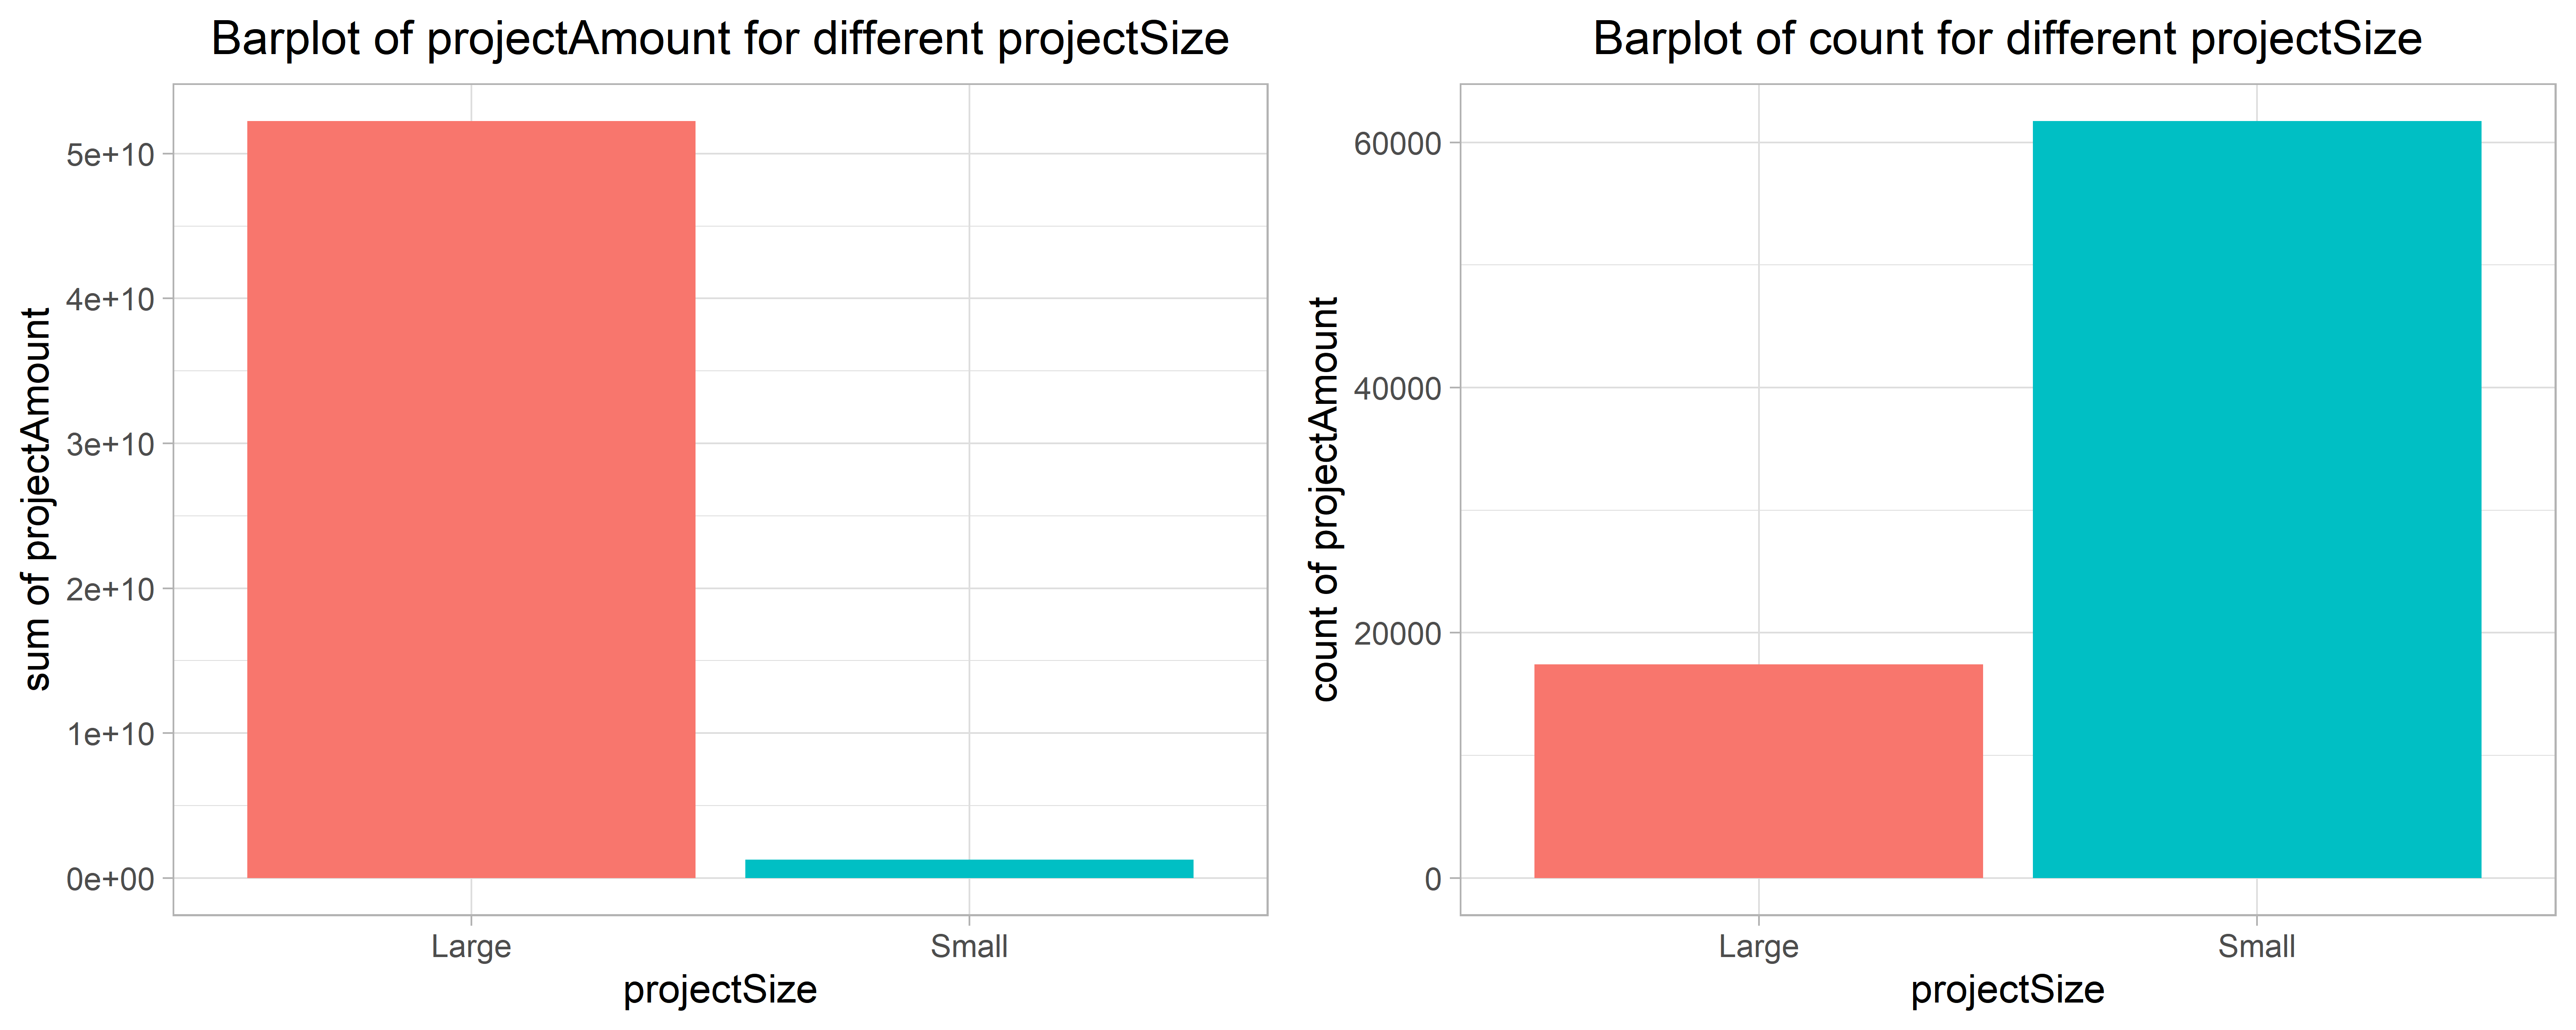 Barplot of projectAmount for different projectSize
sum of projectAmount
5e+10
4e+10
3e+10
2e+10
1e+10
0e+00
Large Small
projectSize
Barplot of count for different projectSize
count of projectAmount
60000
40000
20000
0
Large Small
projectSize